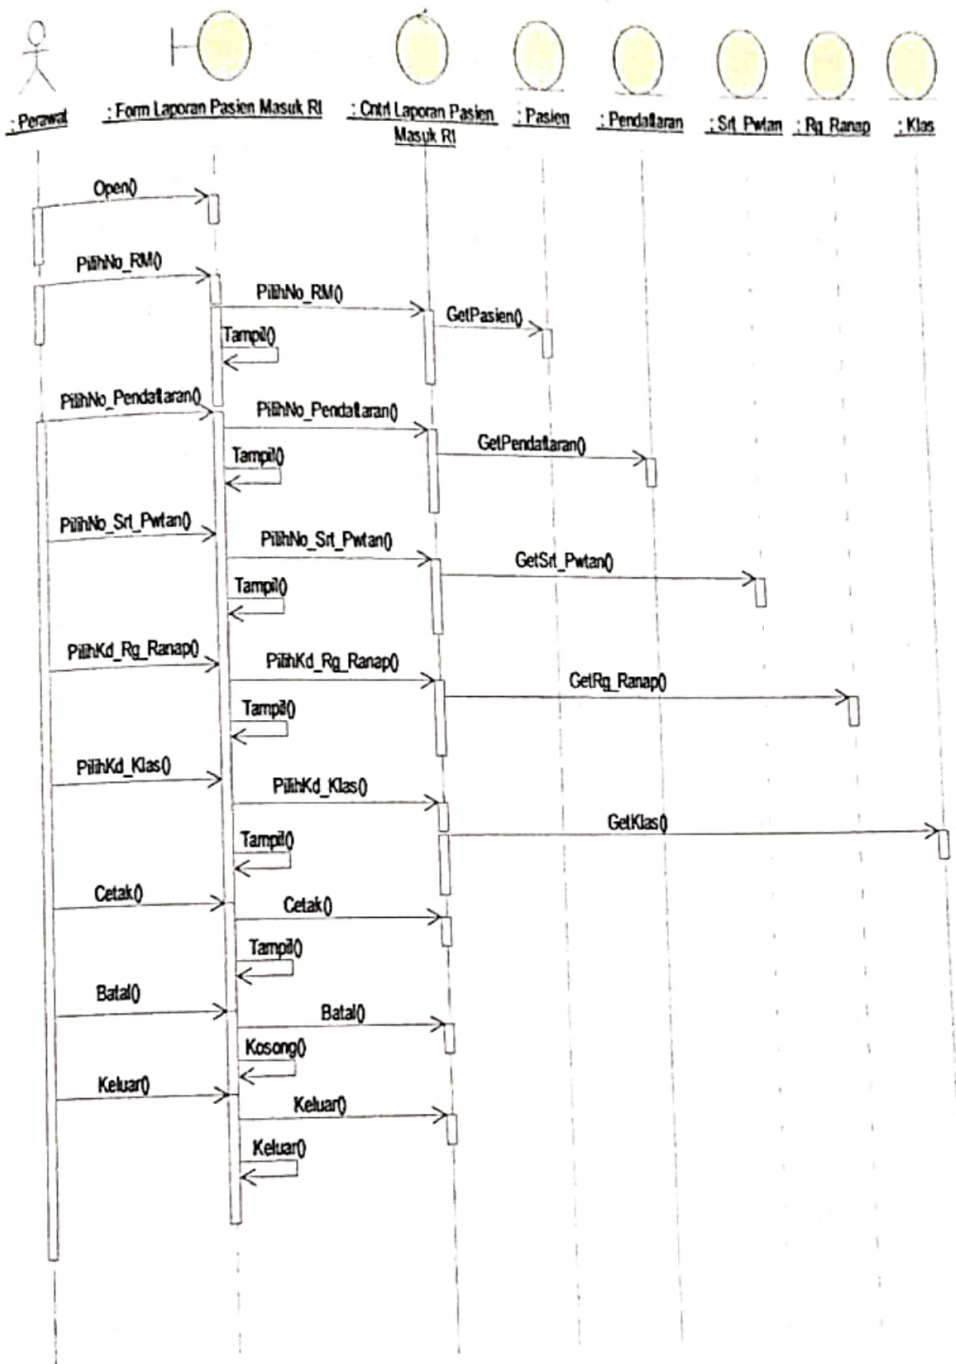 : Perawat
: Form Laporan Pasien Masuk RI
: Cntrl Laporan Pasien
Masuk RI
: Pasien
: Pendaftaran
: Srt_Pwtan
: Rg_Ranap
: Klas
Open()
PilihNo_RM()
PilihNo_RM()
GetPasien()
Tampil()
PilihNo_Pendaftaran()
PilihNo_Pendaftaran()
GetPendaftaran()
Tampil()
PilihNo_Srt_Pwtan()
PilihNo_Srt_Pwtan()
GetSrt_Pwtan()
Tampil()
PilihKd_Rg_Ranap()
PilihKd_Rg_Ranap()
GetRg_Ranap()
Tampil()
PilihKd_Klas()
PilihKd_Klas()
GetKlas()
Tampil()
Cetak()
Cetak()
Tampil()
Batal()
Batal()
Kosong()
Keluar()
Keluar()
Keluar()